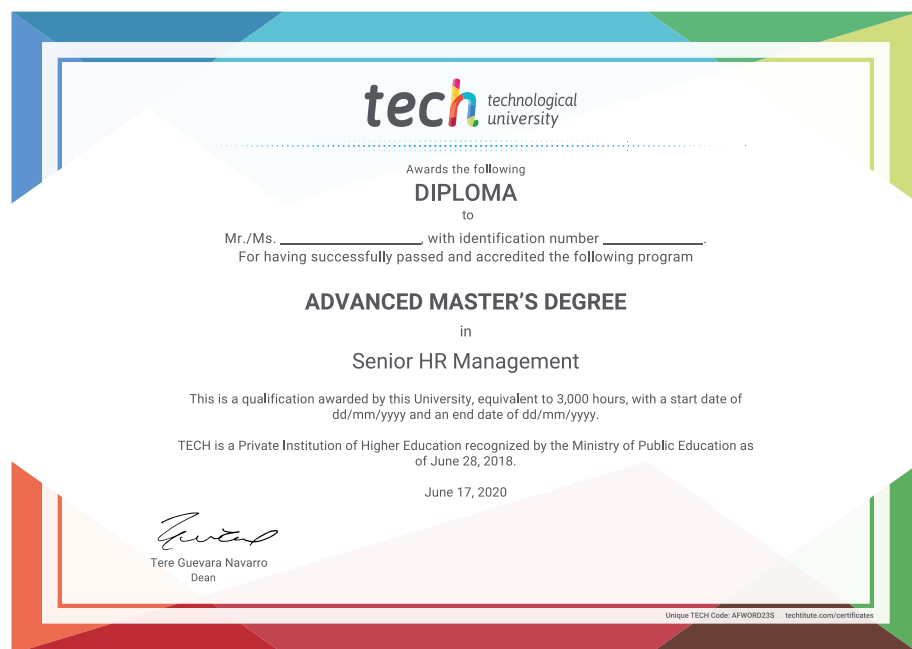 tech technological
university
Awards the following
DIPLOMA
to
Mr./Ms. ____________________, with identification number ______________.
For having successfully passed and accredited the following program
ADVANCED MASTER'S DEGREE
in
Senior HR Management
This is a qualification awarded by this University, equivalent to 3,000 hours, with a start date of
dd/mm/yyyy and an end date of dd/mm/yyyy.
TECH is a Private Institution of Higher Education recognized by the Ministry of Public Education as
of June 28, 2018.
June 17, 2020
Tere Guevara Navarro
Dean
Unique TECH Code: AFWORD23S techtitute.com/certificates